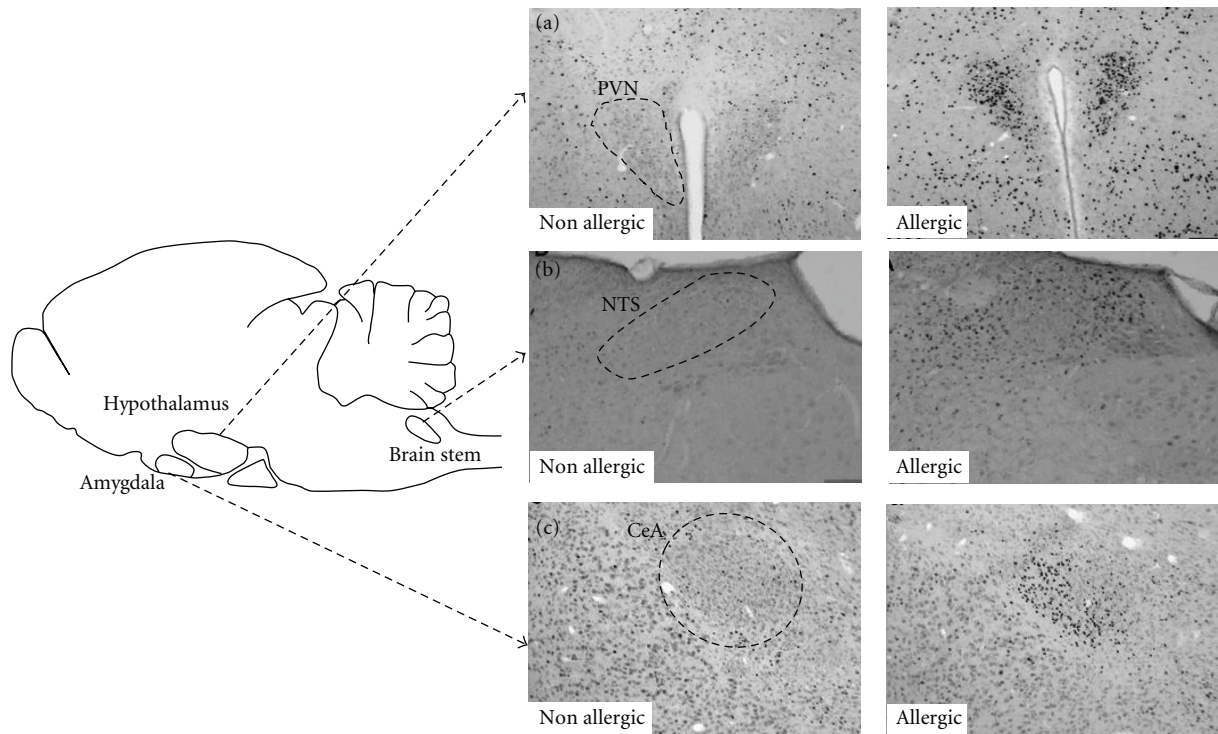 (a)
PVN
Non allergic
Allergic
(b)
NTS
Non allergic
Allergic
Hypothalamus
Amygdala
Brain stem
(c)
CeA
Non allergic
Allergic